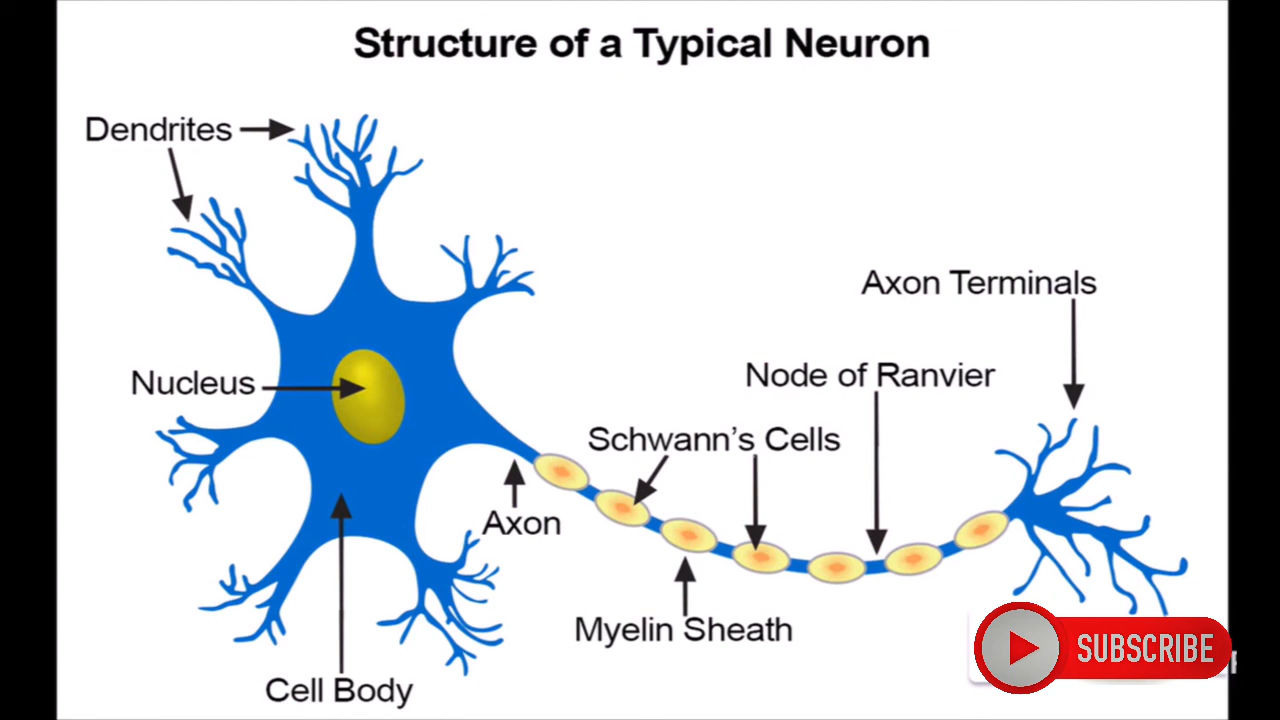 Structure of a Typical Neuron
Dendrites
Axon Terminals
Node of Ranvier
Nucleus
Schwann’s Cells
Axon
Myelin Sheath
SUBSCRIBE
Cell Body